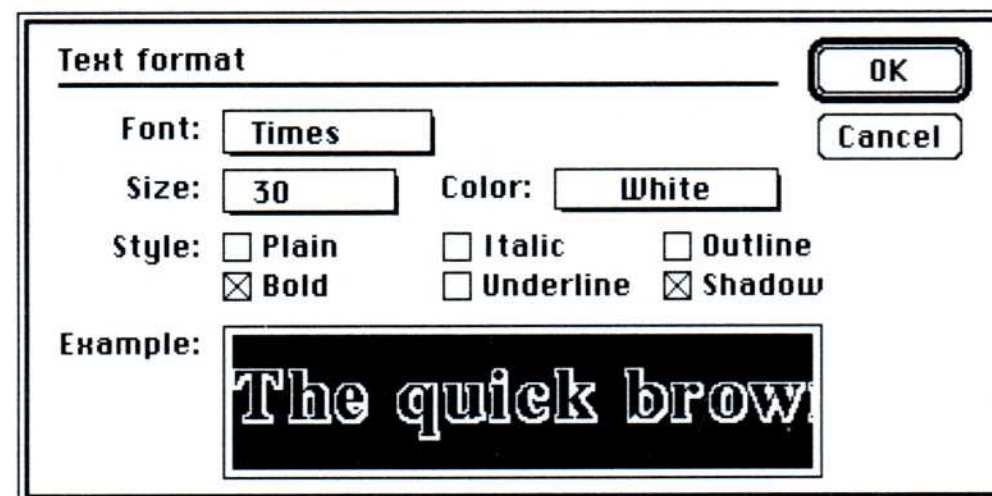 Text format
OK
Font: Times
Cancel
Size: 30 Color: White
Style: Plain Italic Outline
Bold Underline Shadow
Example:
The quick brow